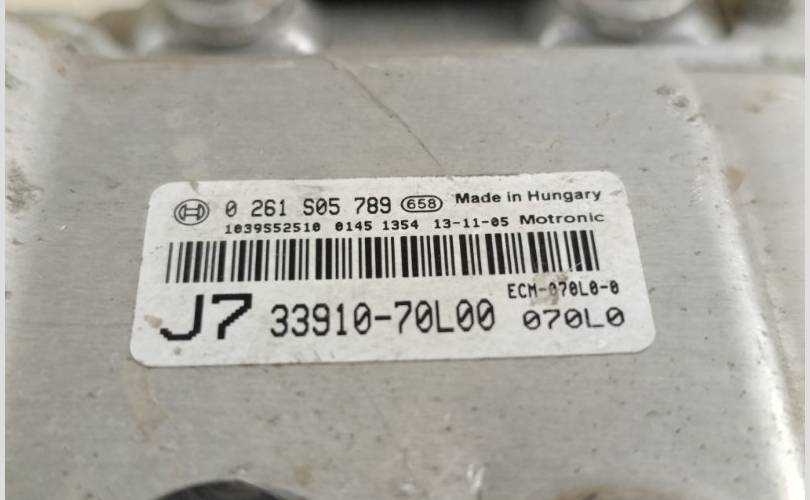 0 261 S05 789 658 Made in Hungary
1039S52510 0145 1354 13-11-05 Motronic
ECM-070L0-0
J7 33910-70L00 070L0